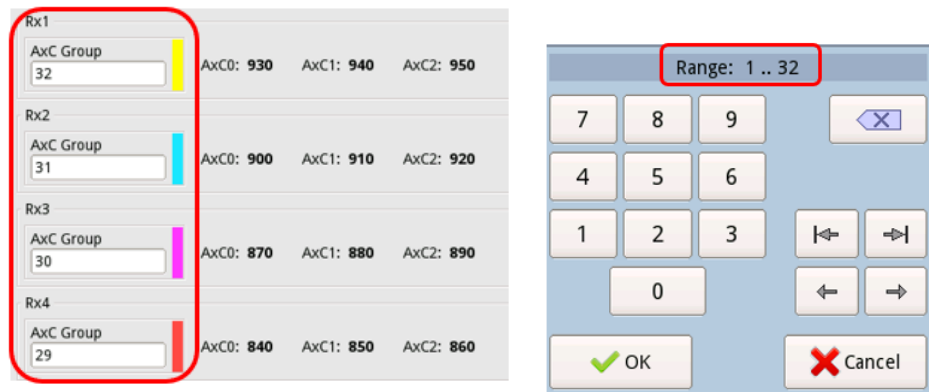 Rx1
AxC Group
32
AxC0: 930 AxC1: 940 AxC2: 950
Rx2
AxC Group
31
AxC0: 900 AxC1: 910 AxC2: 920
Rx3
AxC Group
30
AxC0: 870 AxC1: 880 AxC2: 890
Rx4
AxC Group
29
AxC0: 840 AxC1: 850 AxC2: 860
Range: 1 .. 32
7 8 9
4 5 6
1 2 3
0
OK Cancel